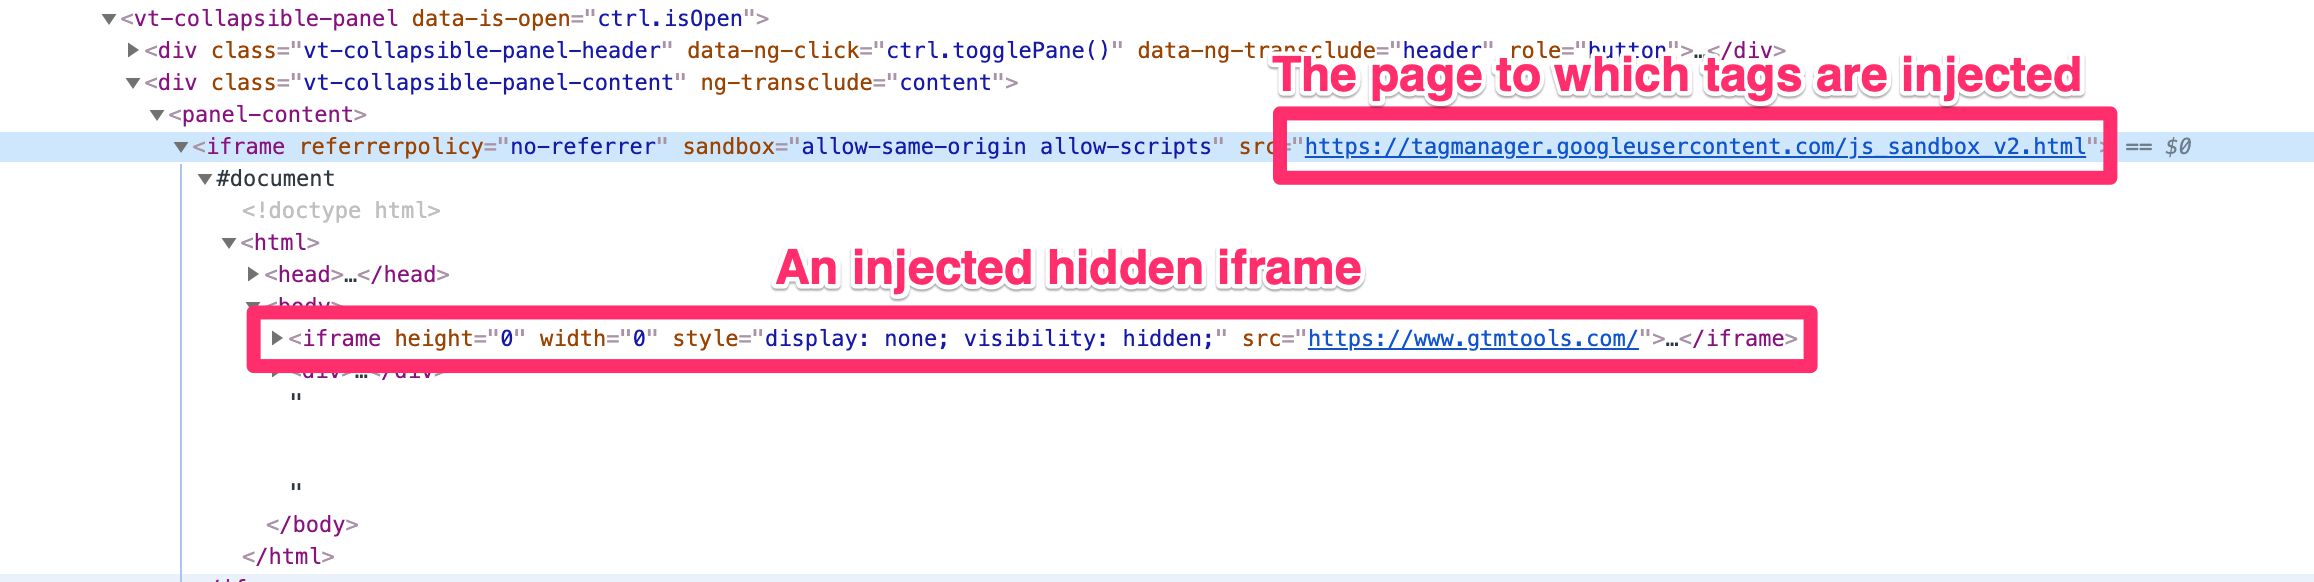 <vt-collapsible-panel data-is-open="ctrl.isOpen">
<div class="vt-collapsible-panel-header" data-ng-click="ctrl.togglePane()" data-ng-transclude="header" role="button">…</div>
The page to which tags are injected
<div class="vt-collapsible-panel-content" ng-transclude="content">
<panel-content>
<iframe referrerpolicy="no-referrer" sandbox="allow-same-origin allow-scripts" src="https://tagmanager.googleusercontent.com/js_sandbox_v2.html"> == $0
#document
<!doctype html>
<html>
An injected hidden iframe
<head>…</head>
<body>
<iframe height="0" width="0" style="display: none; visibility: hidden;" src="https://www.gtmtools.com/">…</iframe>
<div>…</div>
"
"
</body>
</html>